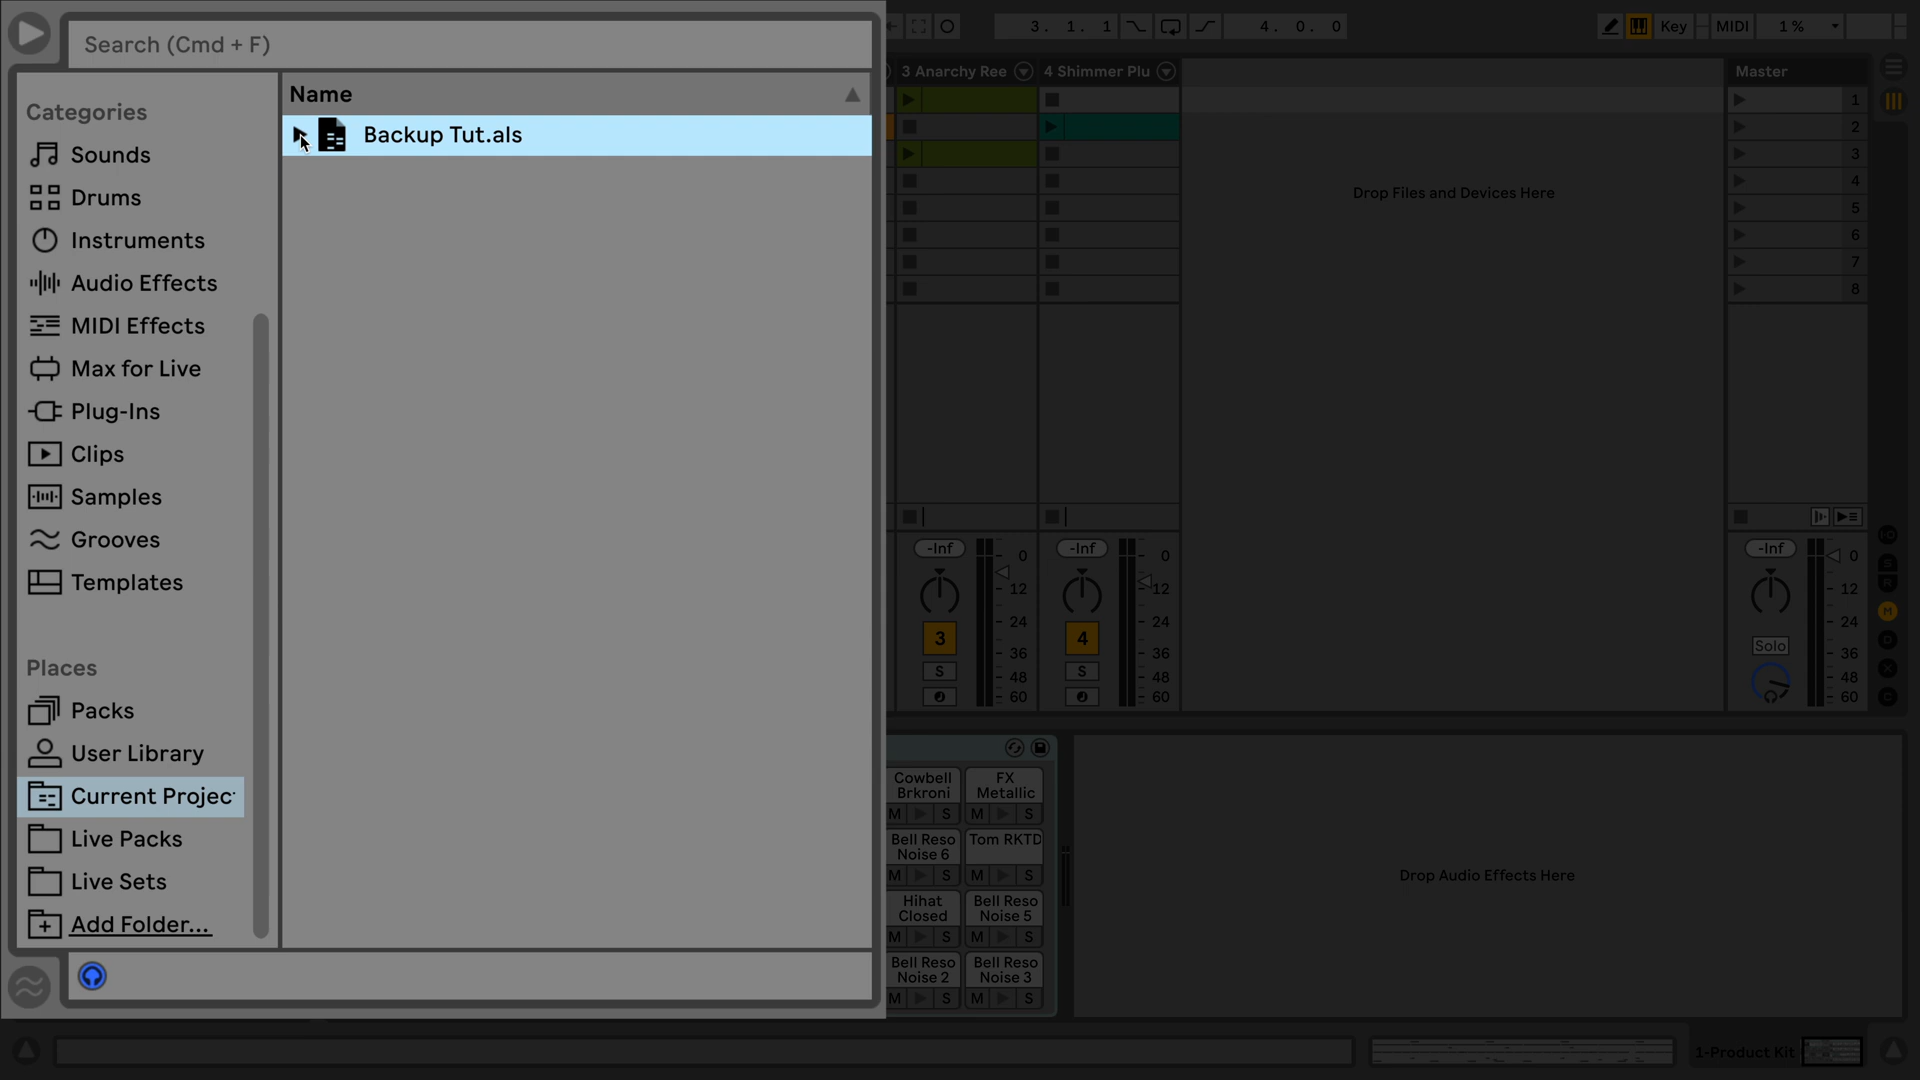 Search (Cmd + F)
Categories
Sounds
Drums
Instruments
Audio Effects
MIDI Effects
Max for Live
Plug-Ins
Clips
Samples
Grooves
Templates
Places
Packs
User Library
Current Projec
Live Packs
Live Sets
Add Folder...
Name
Backup Tut.als
3. 1. 1
4. 0. 0
Key
MIDI
1 %
3 Anarchy Ree
4 Shimmer Plu
Master
1
2
3
4
5
6
7
8
Drop Files and Devices Here
-Inf
0
12
24
36
48
60
3
S
-Inf
0
12
24
36
48
60
4
S
-Inf
0
12
24
36
48
60
Solo
S
R
M
D
X
C
Cowbell
Brkroni
M S
FX
Metallic
M S
Bell Reso
Noise 6
M S
Tom RKTD
M S
Hihat
Closed
M S
Bell Reso
Noise 5
M S
Bell Reso
Noise 2
M S
Bell Reso
Noise 3
M S
Drop Audio Effects Here
1-Product Kit